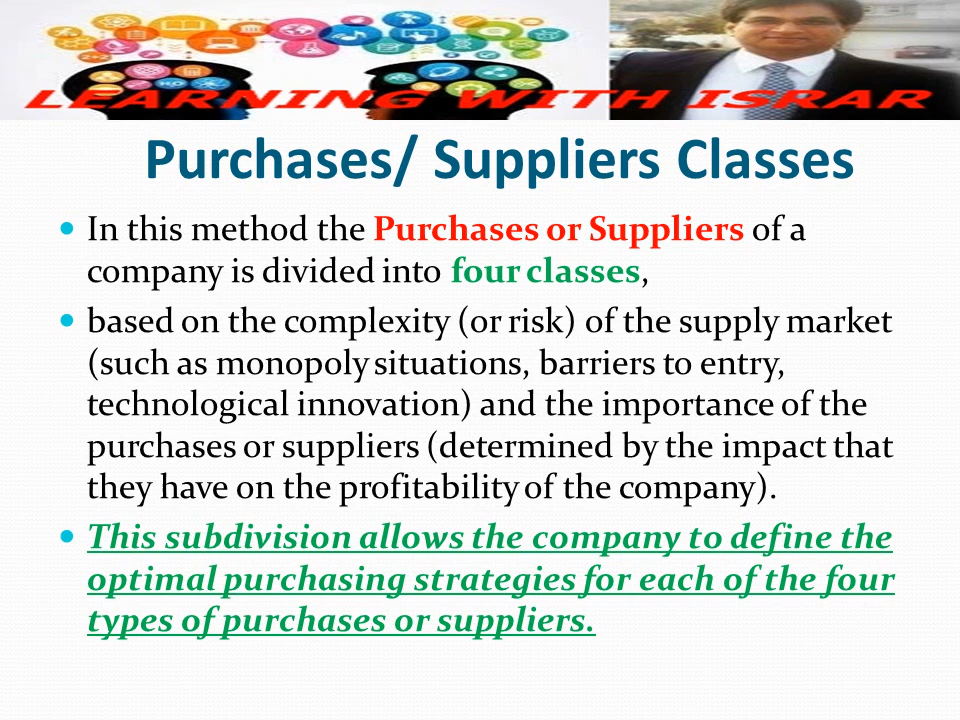 LEARNING WITH ISRAR
Purchases/ Suppliers Classes
In this method the Purchases or Suppliers of a
company is divided into four classes,
based on the complexity (or risk) of the supply market
(such as monopoly situations, barriers to entry,
technological innovation) and the importance of the
purchases or suppliers (determined by the impact that
they have on the profitability of the company).
This subdivision allows the company to define the
optimal purchasing strategies for each of the four
types of purchases or suppliers.